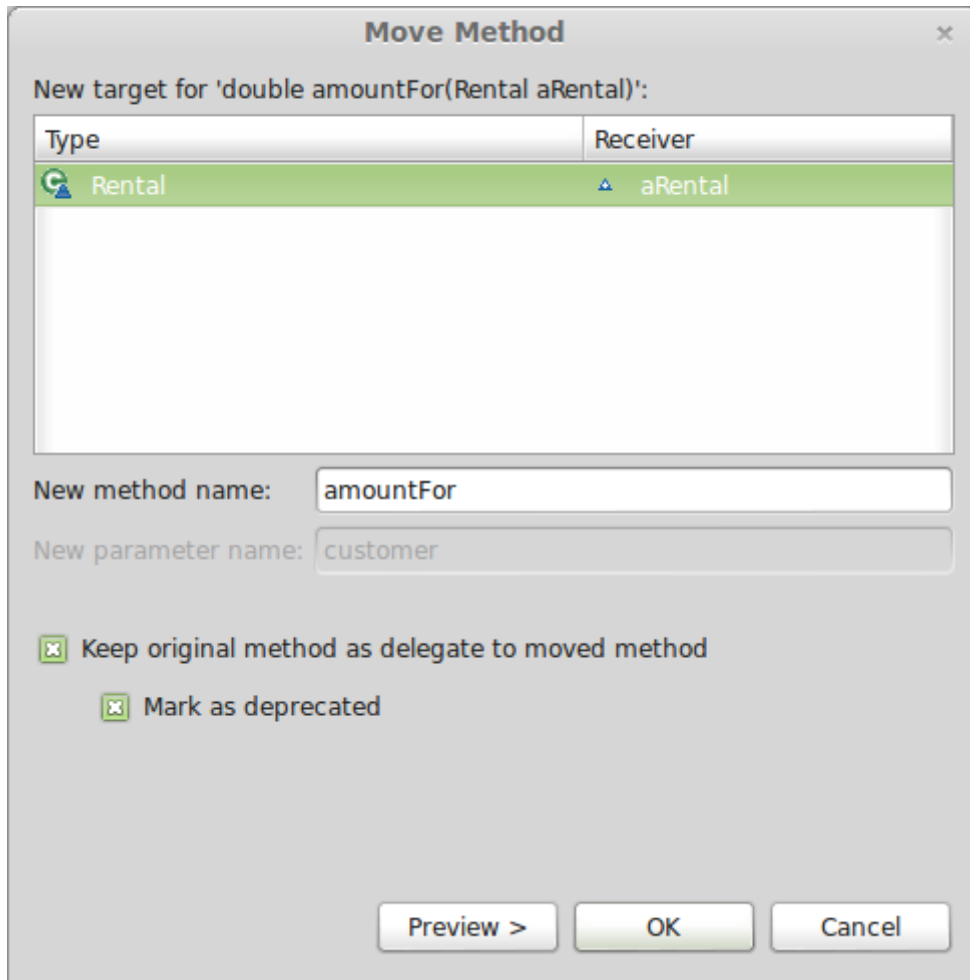 Move Method
New target for 'double amountFor(Rental aRental)':
Type Receiver
Rental aRental
New method name: amountFor
New parameter name: customer
Keep original method as delegate to moved method
Mark as deprecated
Preview > OK Cancel